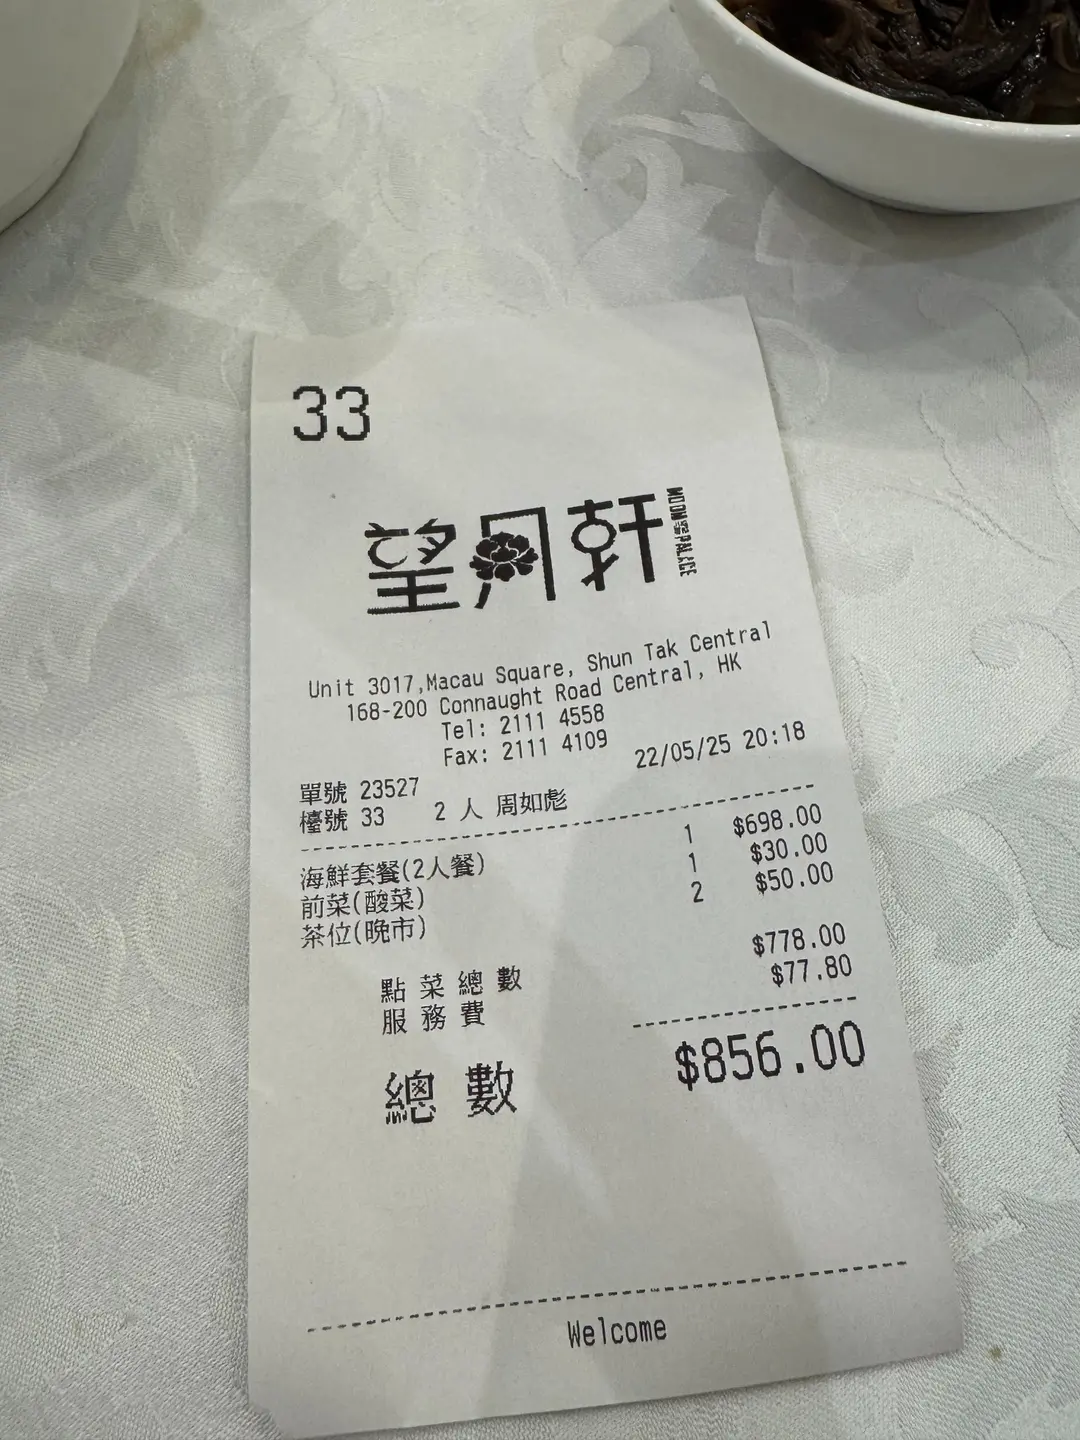 33
望月軒 MOON PALACE
Unit 3017,Macau Square, Shun Tak Central
168-200 Connaught Road Central, HK
Tel: 2111 4558
Fax: 2111 4109
22/05/25 20:18
單號 23527
檯號 33 2 人 周如彪
海鮮套餐(2人餐) 1 $698.00
前菜(酸菜) 1 $30.00
茶位(晚市) 2 $50.00
點菜總數 $778.00
服務費 $77.80
總數 $856.00
Welcome